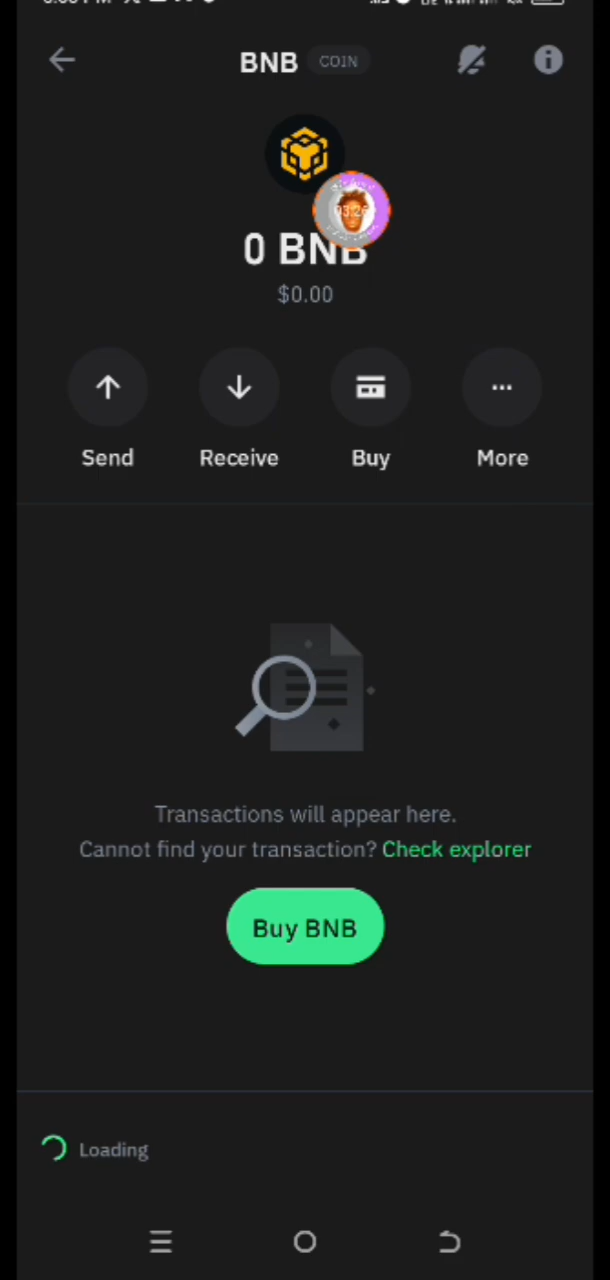 BNB COIN
0 BNB
$0.00
Send Receive Buy More
Transactions will appear here.
Cannot find your transaction? Check explorer
Buy BNB
Loading